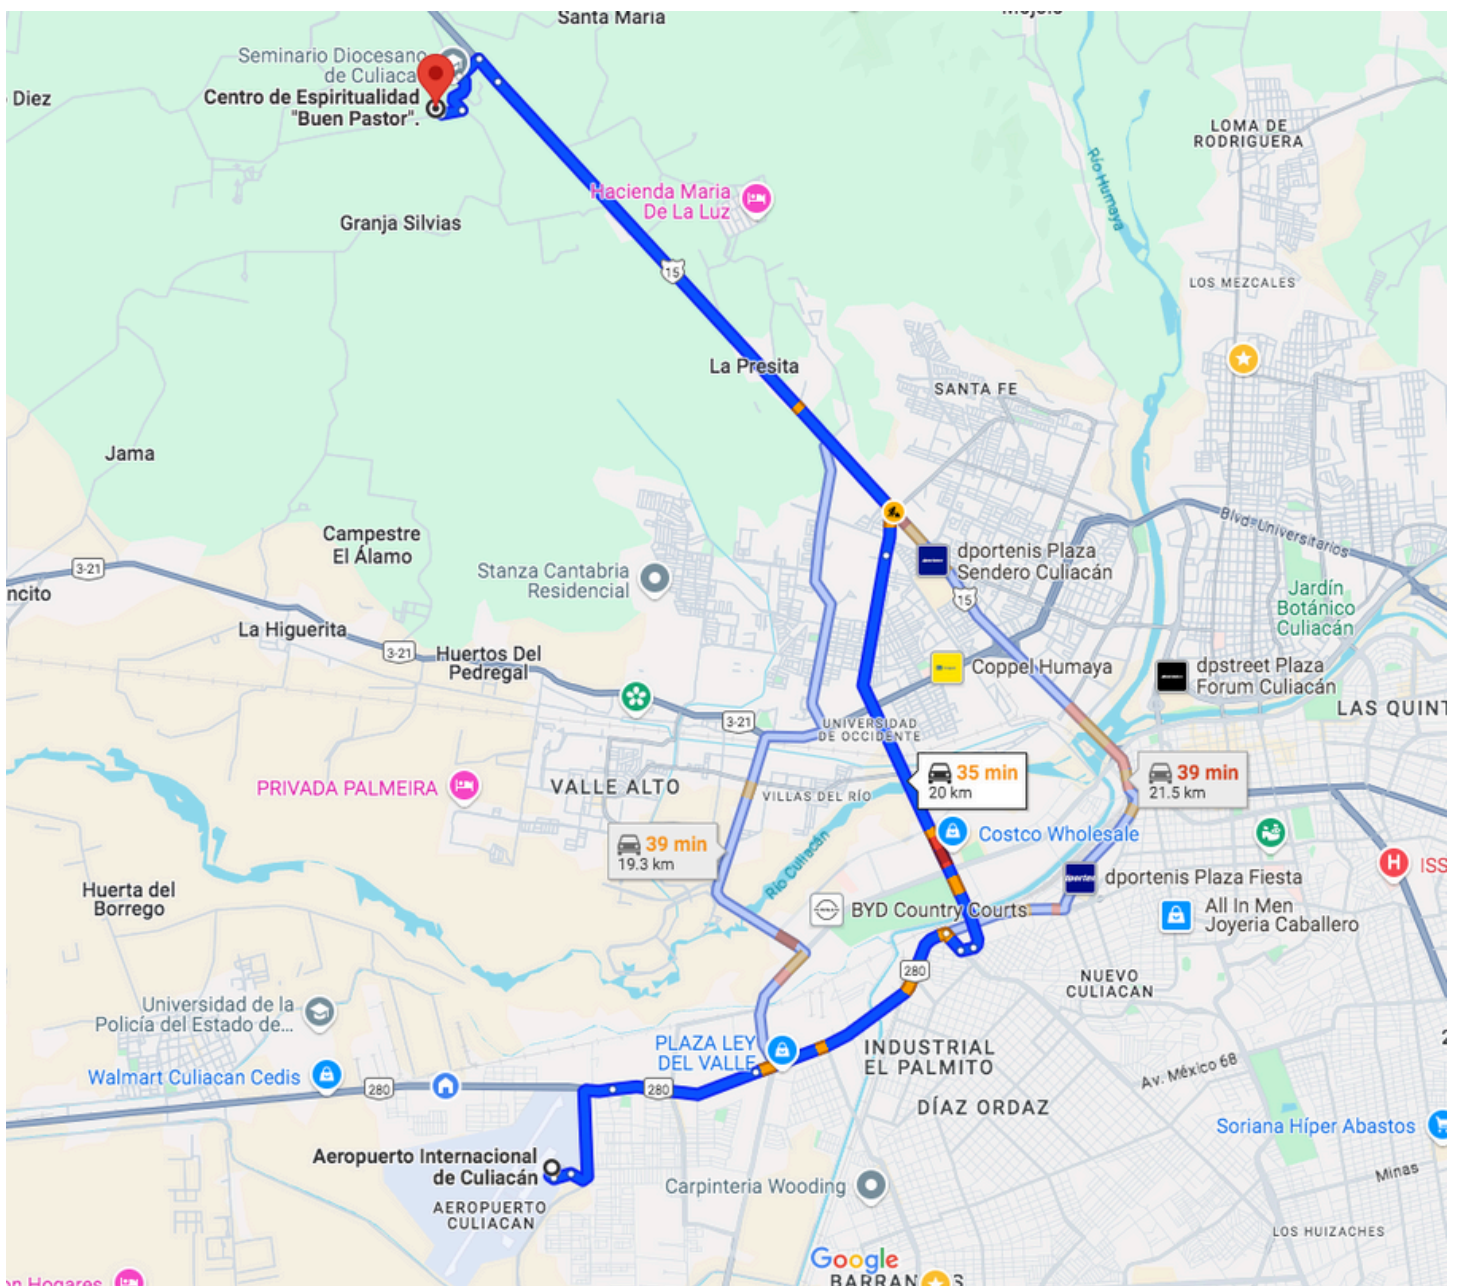 Santa Maria
Seminario Diocesano
de Culiaca
Centro de Espiritualidad
"Buen Pastor".
Diez
LOMA DE
RODRIGUERA
Río Humaya
Hacienda Maria
De La Luz
Granja Silvias
15
LOS MEZCALES
La Presita
SANTA FE
Jama
Campestre
El Álamo
Blvd. Universitarios
dportenis Plaza
Sendero Culiacán
3-21
ncito
Stanza Cantabria
Residencial
15
Jardín
Botánico
Culiacán
La Higuerita
3-21
Huertos Del
Pedregal
Coppel Humaya
dpstreet Plaza
Forum Culiacán
LAS QUINT
3-21
UNIVERSIDAD
DE OCCIDENTE
PRIVADA PALMEIRA
VALLE ALTO
VILLAS DEL RÍO
35 min
20 km
39 min
21.5 km
39 min
19.3 km
Costco Wholesale
Río Culiacán
H
ISS
Huerta del
Borrego
dportenis Plaza Fiesta
BYD Country Courts
All In Men
Joyeria Caballero
280
NUEVO
CULIACAN
Universidad de la
Policía del Estado de...
PLAZA LEY
DEL VALLE
INDUSTRIAL
EL PALMITO
Walmart Culiacan Cedis
280
280
Av. México 68
DÍAZ ORDAZ
Soriana Híper Abastos
Aeropuerto Internacional
de Culiacán
AEROPUERTO
CULIACAN
Carpinteria Wooding
Minas
LOS HUIZACHES
Google
on Hogares